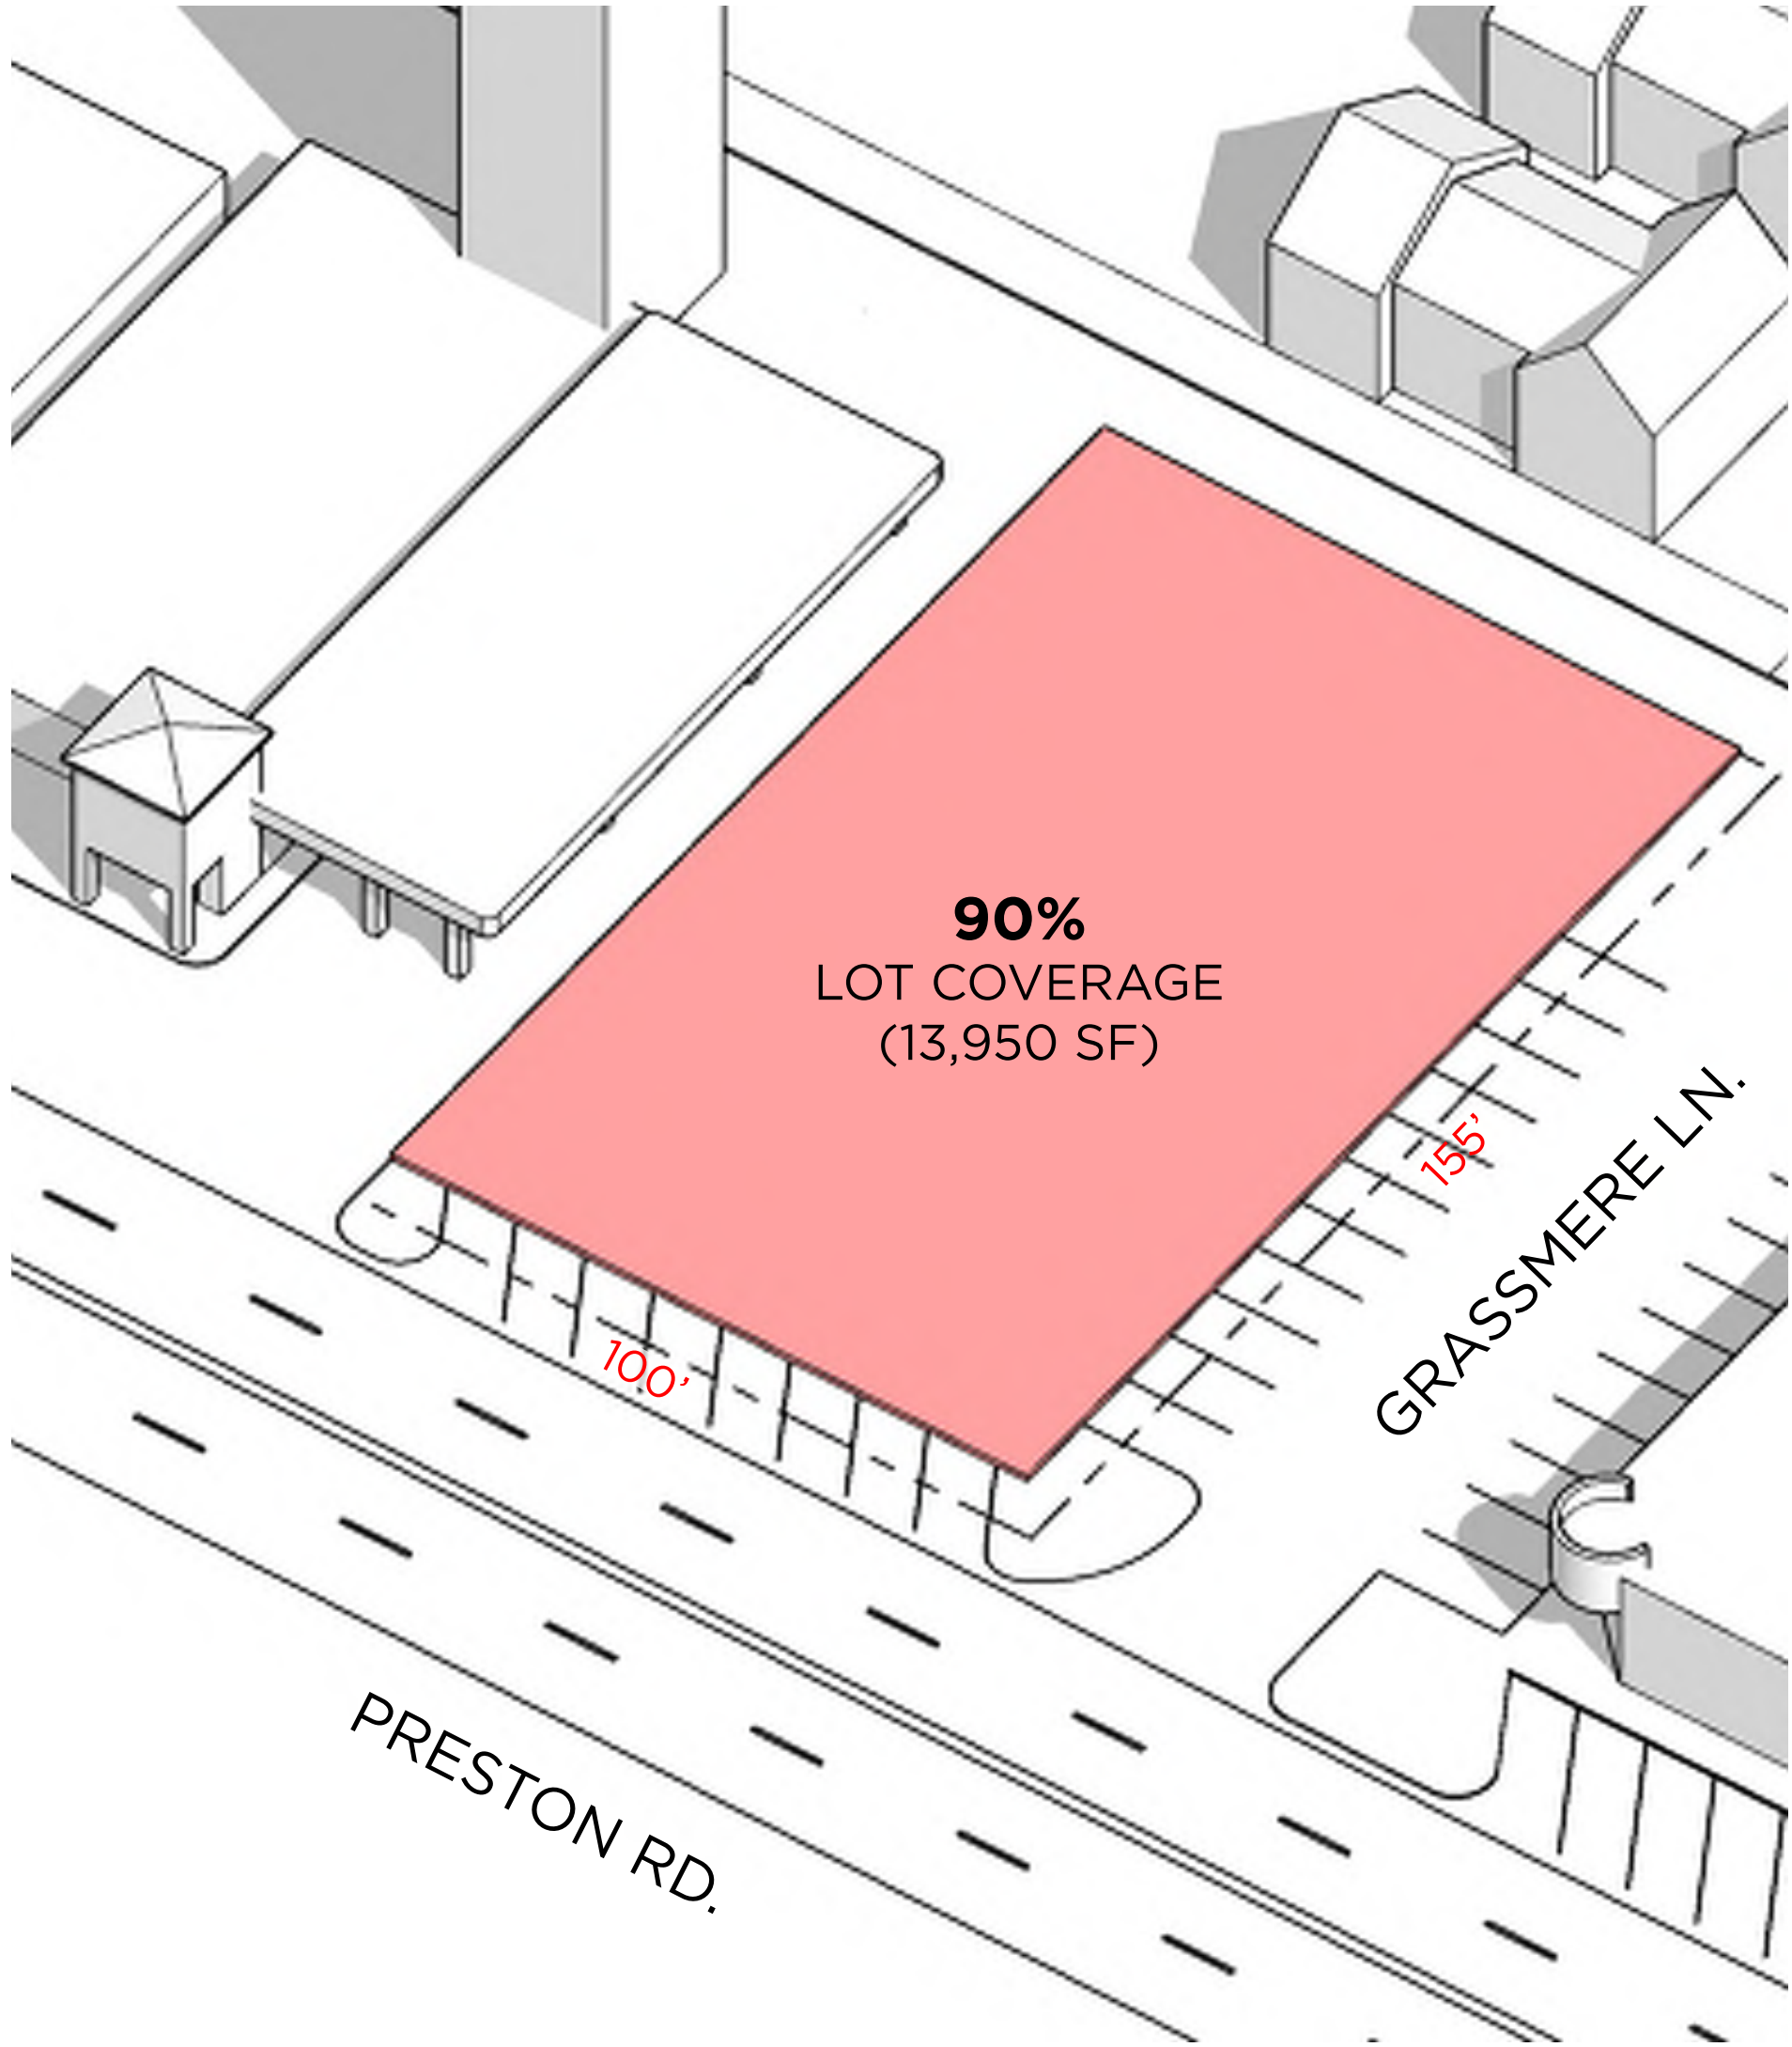 90%
LOT COVERAGE
(13,950 SF)
155’
GRASSMERE LN.
100’
PRESTON RD.